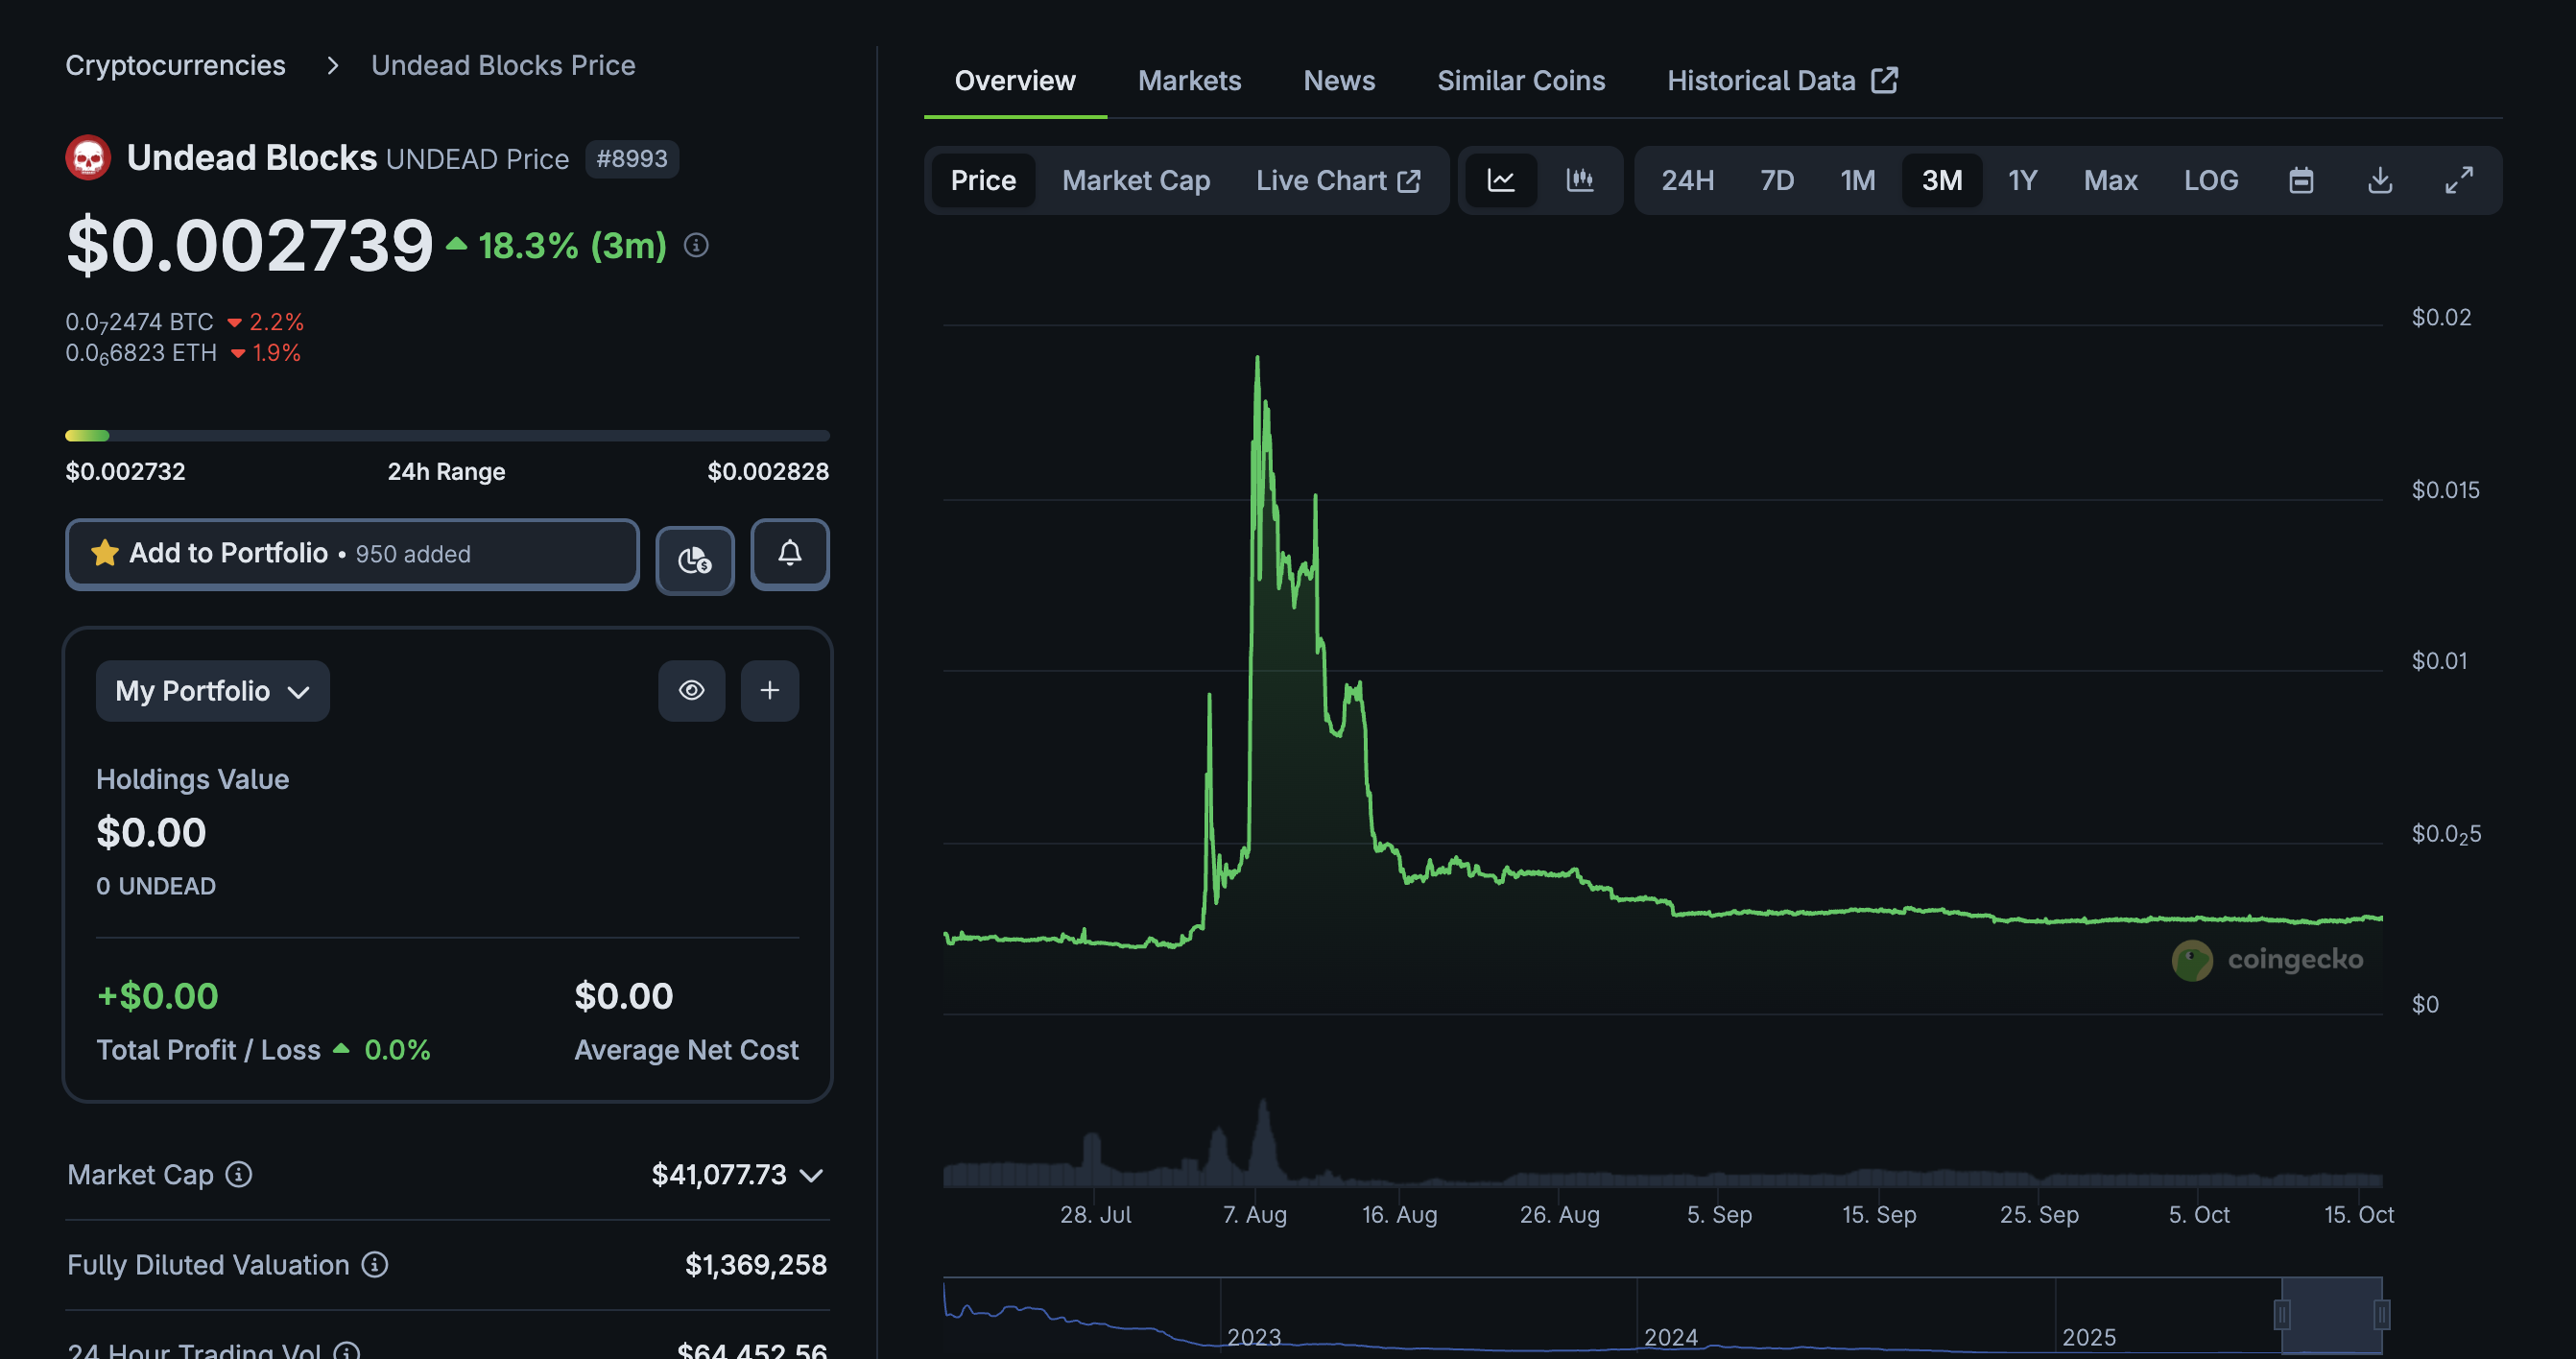 Cryptocurrencies > Undead Blocks Price
Undead Blocks UNDEAD Price #8993
$0.002739 18.3% (3m)
0.0₇2474 BTC 2.2%
0.0₆6823 ETH 1.9%
$0.002732 24h Range $0.002828
Add to Portfolio • 950 added
My Portfolio
Holdings Value
$0.00
0 UNDEAD
+$0.00 $0.00
Total Profit / Loss 0.0% Average Net Cost
Market Cap $41,077.73
Fully Diluted Valuation $1,369,258
24 Hour Trading Vol $64,452.56
Overview Markets News Similar Coins Historical Data
Price Market Cap Live Chart 24H 7D 1M 3M 1Y Max LOG
$0.02
$0.015
$0.01
$0.0₂5
coingecko
$0
28. Jul 7. Aug 16. Aug 26. Aug 5. Sep 15. Sep 25. Sep 5. Oct 15. Oct
2023 2024 2025